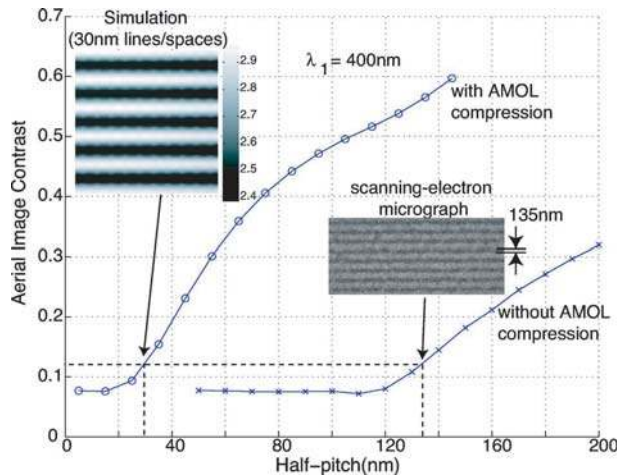 Simulation
(30nm lines/spaces)
2.9
2.8
2.7
2.6
2.5
2.4
λ1 = 400nm
with AMOL
compression
scanning-electron
micrograph
135nm
without AMOL
compression
Aerial Image Contrast
0.7
0.6
0.5
0.4
0.3
0.2
0.1
0
0 40 80 120 160 200
Half-pitch(nm)